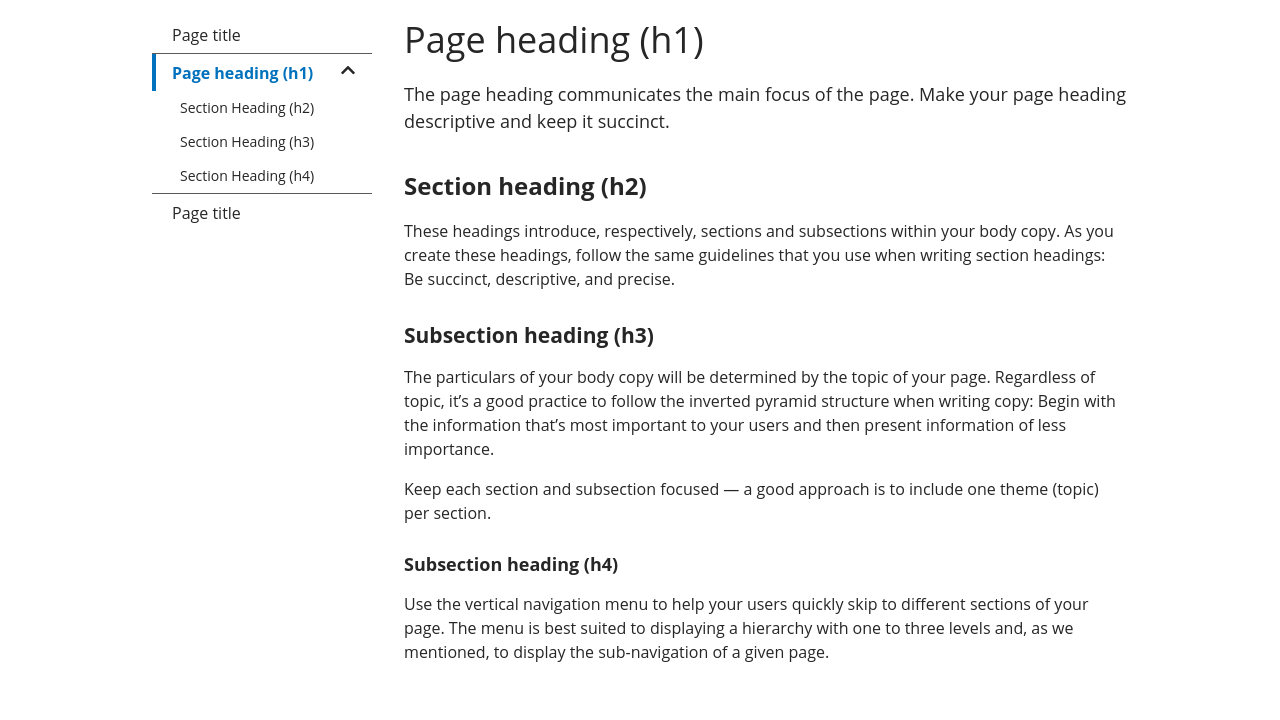 Page title
Page heading (h1)
Section Heading (h2)
Section Heading (h3)
Section Heading (h4)
Page title
Page heading (h1)
The page heading communicates the main focus of the page. Make your page heading
descriptive and keep it succinct.
Section heading (h2)
These headings introduce, respectively, sections and subsections within your body copy. As you
create these headings, follow the same guidelines that you use when writing section headings:
Be succinct, descriptive, and precise.
Subsection heading (h3)
The particulars of your body copy will be determined by the topic of your page. Regardless of
topic, it’s a good practice to follow the inverted pyramid structure when writing copy: Begin with
the information that’s most important to your users and then present information of less
importance.
Keep each section and subsection focused — a good approach is to include one theme (topic)
per section.
Subsection heading (h4)
Use the vertical navigation menu to help your users quickly skip to different sections of your
page. The menu is best suited to displaying a hierarchy with one to three levels and, as we
mentioned, to display the sub-navigation of a given page.